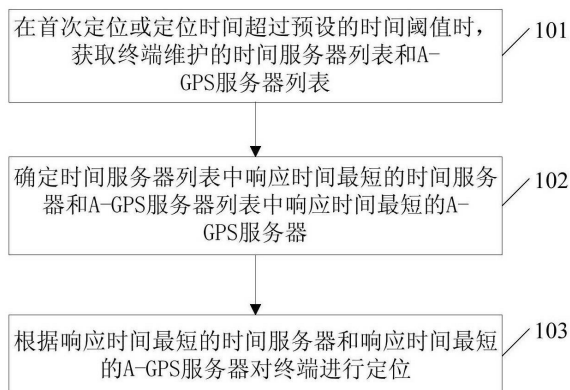 在首次定位或定位时间超过预设的时间阈值时，
获取终端维护的时间服务器列表和A-
GPS服务器列表
101
确定时间服务器列表中响应时间最短的时间服务
器和A-GPS服务器列表中响应时间最短的A-
GPS服务器
102
根据响应时间最短的时间服务器和响应时间最短
的A-GPS服务器对终端进行定位
103